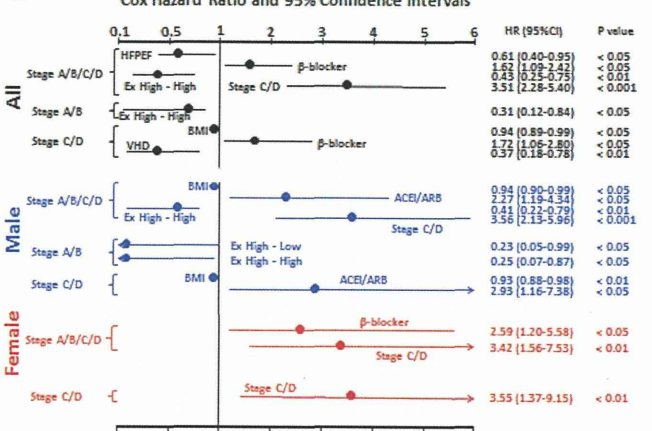 Cox Hazard Ratio and 95% Confidence Intervals
0.1 0.5 1 2 3 4 5 HR (95%CI) P value
All
Stage A/B/C/D
HFPEF 0.61 (0.40-0.95) < 0.05
β-blocker 1.62 (1.09-2.42) < 0.05
Ex High - High 0.43 (0.25-0.75) < 0.01
Stage C/D 3.51 (2.28-5.40) < 0.001
Stage A/B
Ex High - High 0.31 (0.12-0.84) < 0.05
Stage C/D
BMI 0.94 (0.89-0.99) < 0.05
β-blocker 1.72 (1.06-2.80) < 0.05
VHD 0.37 (0.18-0.78) < 0.01
Male
Stage A/B/C/D
BMI 0.94 (0.90-0.99) < 0.05
ACEI/ARB 2.27 (1.19-4.34) < 0.05
Ex High - High 0.41 (0.22-0.79) < 0.01
Stage C/D 3.56 (2.13-5.96) < 0.001
Stage A/B
Ex High - Low 0.23 (0.05-0.99) < 0.05
Ex High - High 0.25 (0.07-0.87) < 0.05
Stage C/D
BMI 0.93 (0.88-0.98) < 0.01
ACEI/ARB 2.93 (1.16-7.38) < 0.05
Female
Stage A/B/C/D
β-blocker 2.59 (1.20-5.58) < 0.05
Stage C/D 3.42 (1.56-7.53) < 0.01
Stage C/D
Stage C/D 3.55 (1.37-9.15) < 0.01